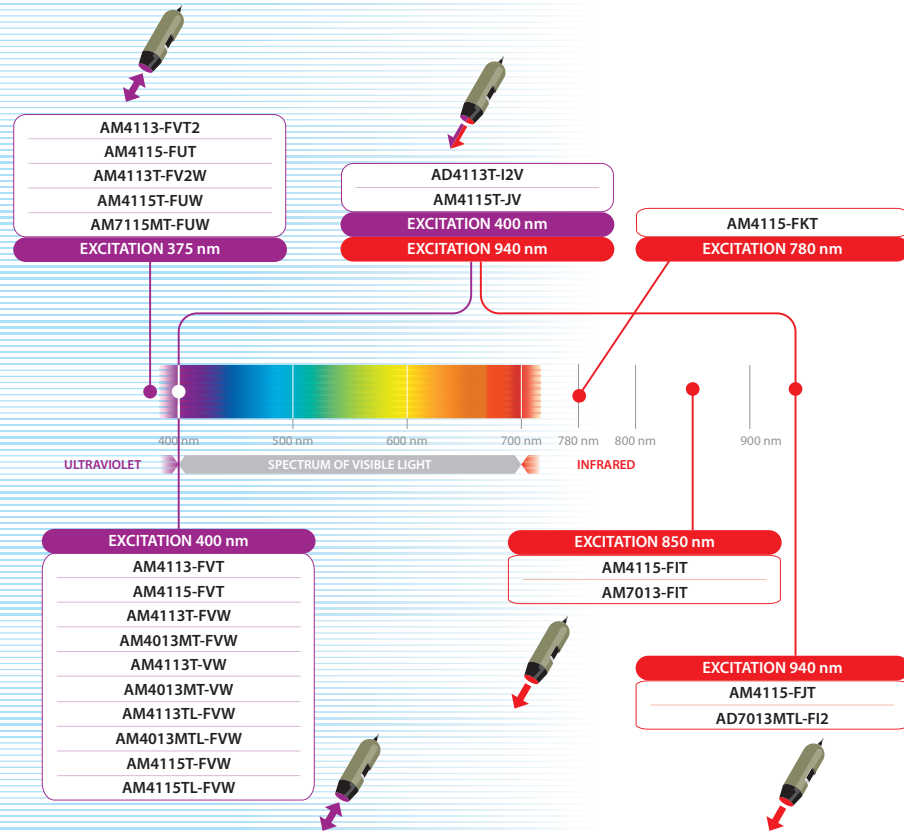 AM4113-FVT2
AM4115-FUT
AM4113T-FV2W
AM4115T-FUW
AM7115MT-FUW
EXCITATION 375 nm
AD4113T-I2V
AM4115T-JV
EXCITATION 400 nm
EXCITATION 940 nm
AM4115-FKT
EXCITATION 780 nm
400 nm
500 nm
600 nm
700 nm
780 nm
800 nm
900 nm
ULTRAVIOLET
SPECTRUM OF VISIBLE LIGHT
INFRARED
EXCITATION 400 nm
AM4113-FVT
AM4115-FVT
AM4113T-FVW
AM4013MT-FVW
AM4113T-VW
AM4013MT-VW
AM4113TL-FVW
AM4013MTL-FVW
AM4115T-FVW
AM4115TL-FVW
EXCITATION 850 nm
AM4115-FIT
AM7013-FIT
EXCITATION 940 nm
AM4115-FJT
AD7013MTL-FI2